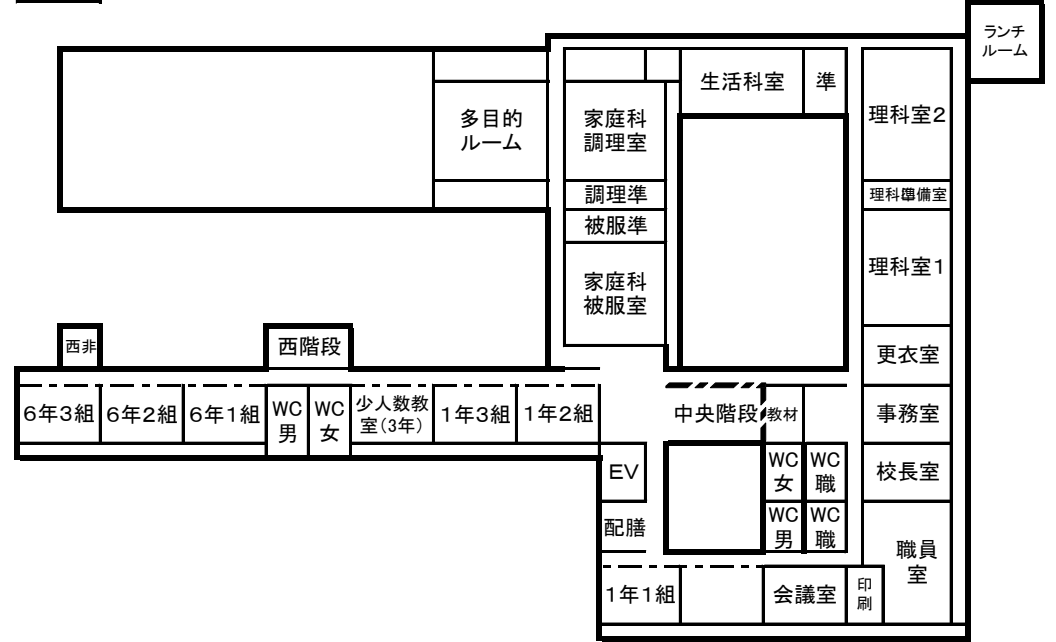 ランチ
ルーム
生活科室
準
理科室２
多目的
ルーム
家庭科
調理室
調理準
理科準備室
被服準
家庭科
被服室
理科室１
西非
西階段
更衣室
６年３組
６年２組
６年１組
WC
男
WC
女
少人数教
室(３年)
１年３組
１年２組
中央階段
教材
事務室
EV
WC
女
WC
職
校長室
配膳
WC
男
WC
職
職員
室
１年１組
会議室
印
刷